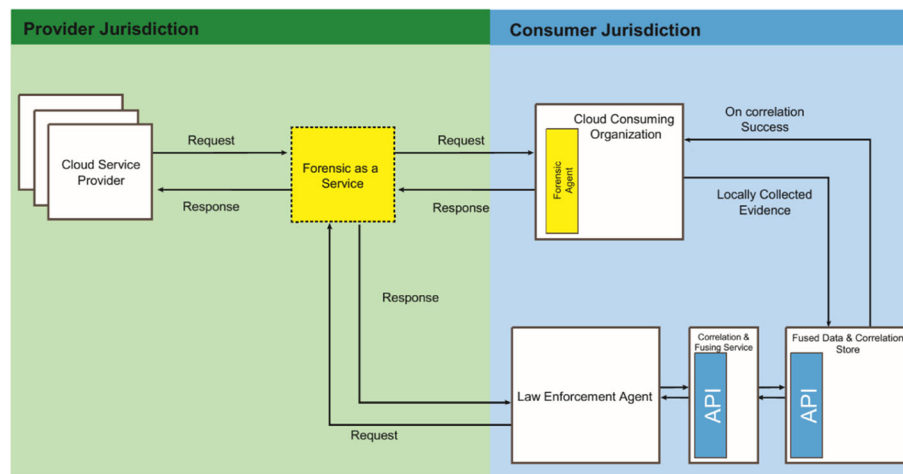 Provider Jurisdiction
Consumer Jurisdiction
Cloud Service
Provider
Request
Response
Forensic as a
Service
Request
Response
Cloud Consuming
Organization
Forensic
Agent
On correlation
Success
Locally Collected
Evidence
Response
Request
Law Enforcement Agent
Correlation &
Fusing Service
API
Fused Data & Correlation
Store
API